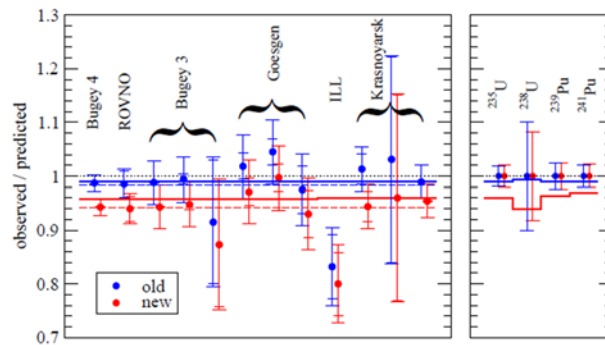 observed / predicted
1.3
1.2
1.1
1
0.9
0.8
0.7
Bugey 4
ROVNO
Bugey 3
Goesgen
ILL
Krasnoyarsk
old
new
235U
238U
239Pu
241Pu